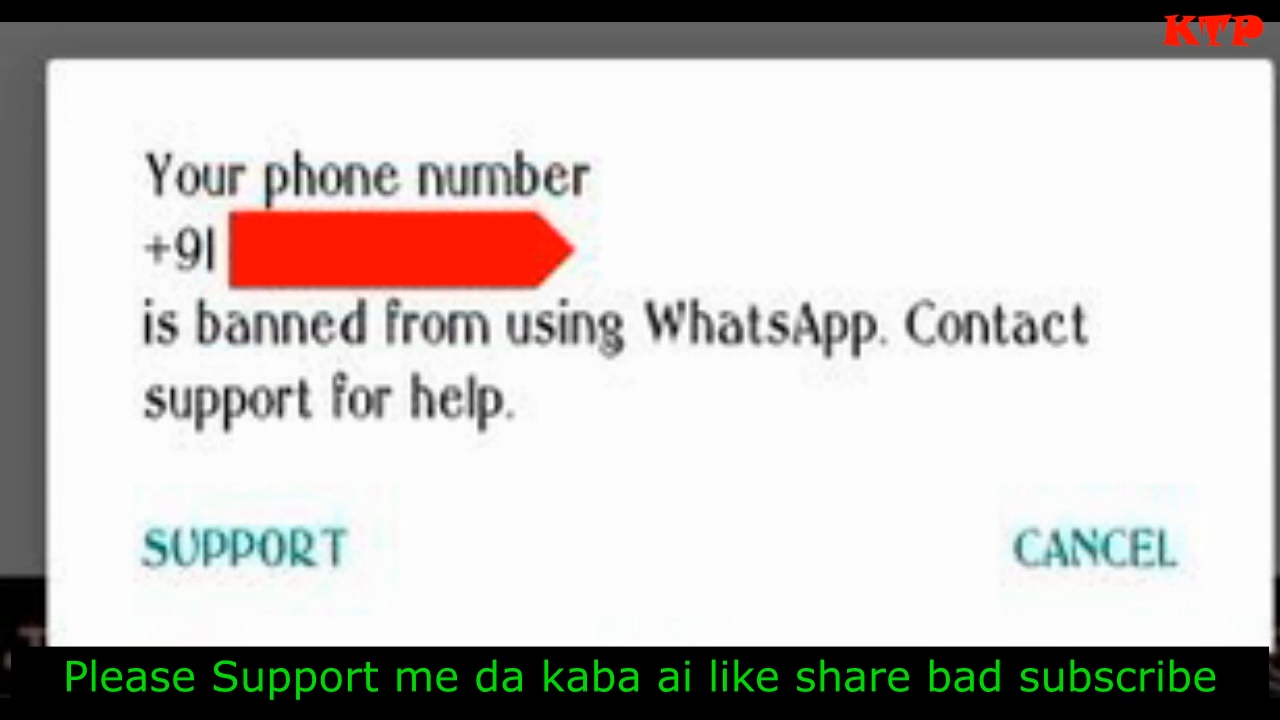 KTP
Your phone number
+91
is banned from using WhatsApp. Contact
support for help.
SUPPORT
CANCEL
Please Support me da kaba ai like share bad subscribe